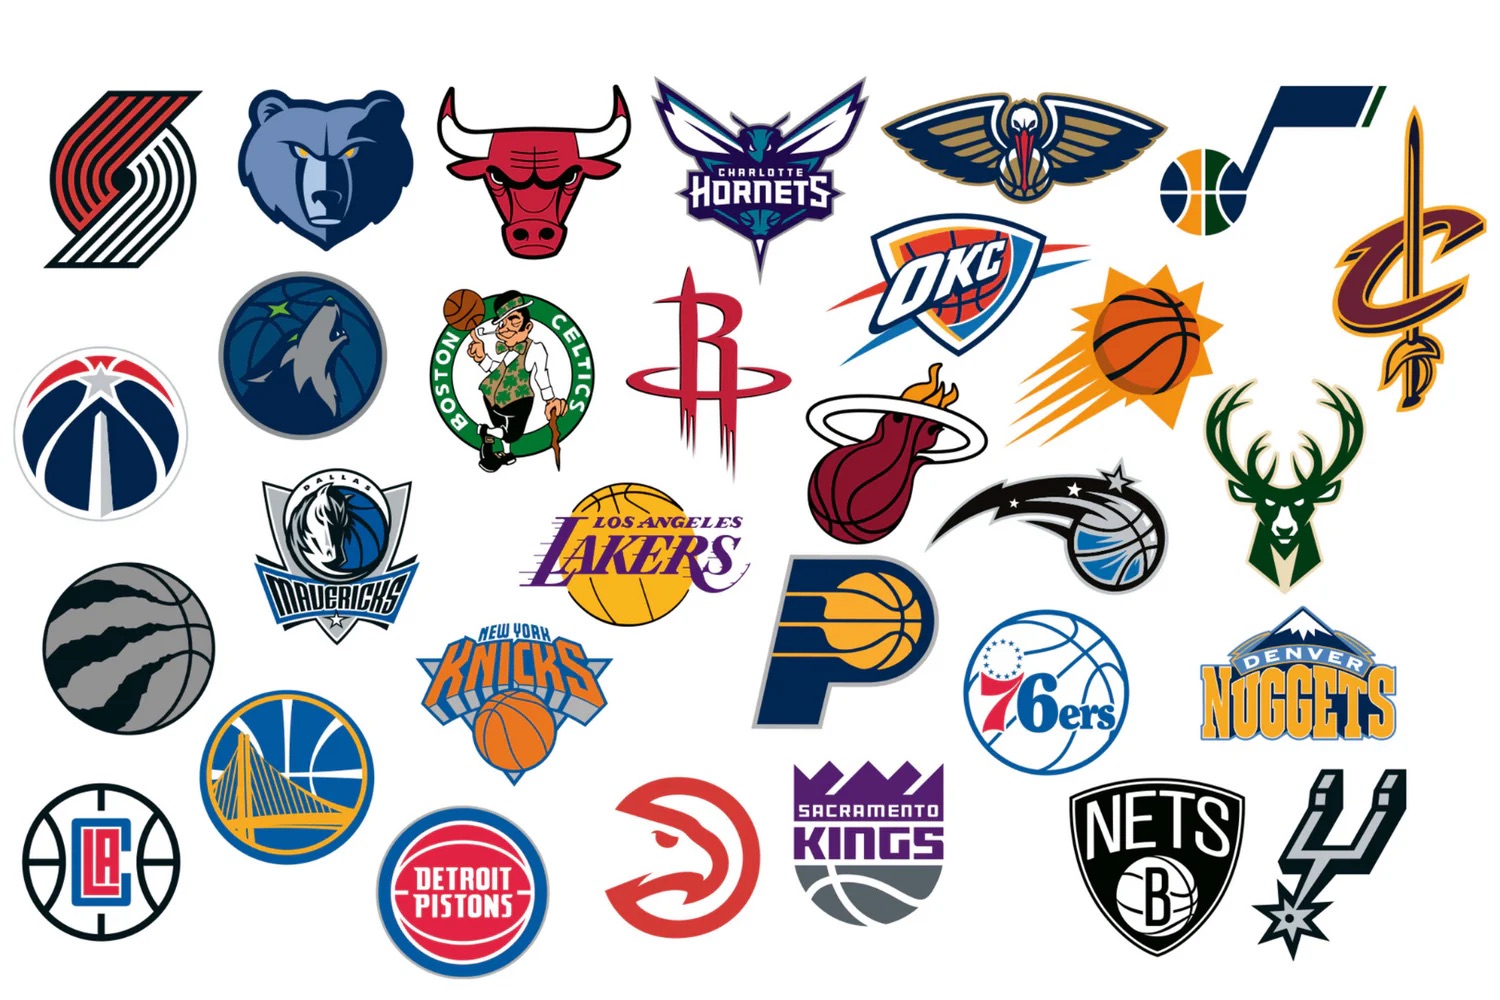 CHARLOTTE
HORNETS
OKC
BOSTON CELTICS
DALLAS
MAVERICKS
LOS ANGELES
LAKERS
NEW YORK
KNICKS
76ers
DENVER
NUGGETS
LA
DETROIT
PISTONS
SACRAMENTO
KINGS
NETS
B